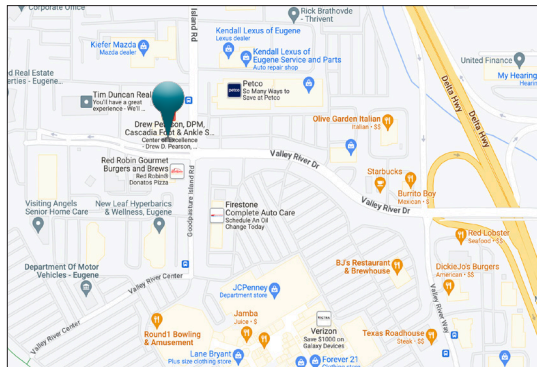 Corporate Office
Rick Brathovde -
Thrivent
Island Rd
Kiefer Mazda
Mazda dealer
Kendall Lexus of Eugene
Lexus dealer
Kendall Lexus of
Eugene Service and Parts
Auto repair shop
United Finance
My Hearing
Delta Hwy
Delta Hwy
d Real Estate
Perties - Eugene...
Tim Duncan Real
You'll have a great
experience - We'll...
Petco
petco
So Many Ways to
Save at Petco
Drew Pearson, DPM,
Cascadia Foot & Ankle S...
Center of Excellence
- Drew D. Pearson, ...
Olive Garden Italian
Italian • $$
Valley River Dr
Red Robin Gourmet
Burgers and Brews
Red Robin®
Donatos Pizza
Starbucks
Burrito Boy
Mexican • $
Valley River Dr
Goodpasture Island Rd
Visiting Angels
Senior Home Care
New Leaf Hyperbarics
& Wellness, Eugene
Firestone
Complete Auto Care
Schedule An Oil
Change Today
Red Lobster
Seafood • $$
Department Of Motor
Vehicles - Eugene
Valley River Center
BJ's Restaurant
& Brewhouse
DickieJo's Burgers
American • $$
JCPenney
Department store
Valley River Way
Valley River Center
Round1 Bowling
& Amusement
Jamba
Juice • $
Verizon
Save $1000 on
Galaxy Devices
Texas Roadhouse
Steak • $$
Lane Bryant
Plus size clothing store
Forever 21
Clothing store